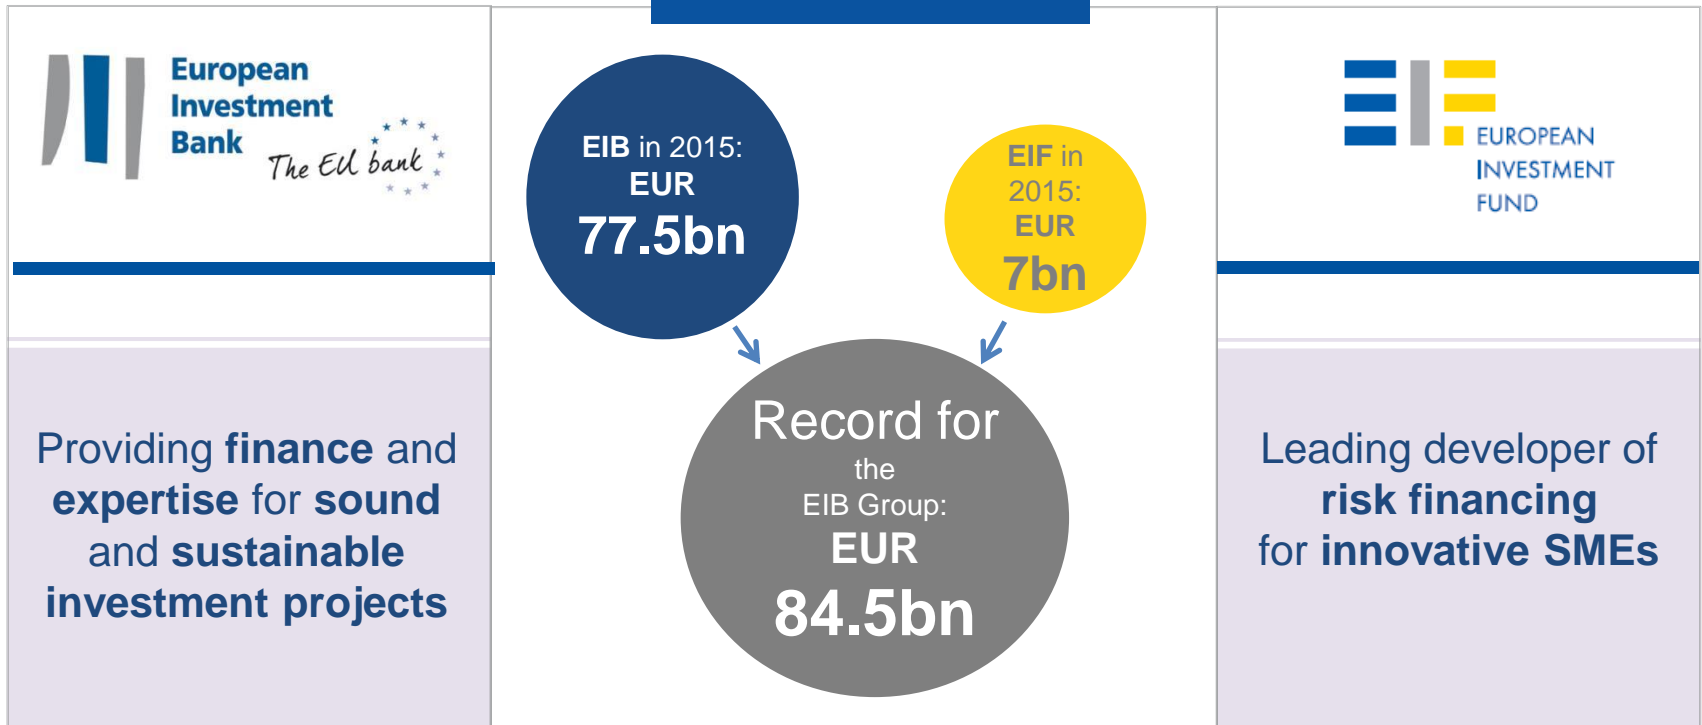 European
Investment
Bank
The EU bank
Providing finance and
expertise for sound
and sustainable
investment projects
EIB in 2015:
EUR
77.5bn
EIF in
2015:
EUR
7bn
Record for
the
EIB Group:
EUR
84.5bn
EIF
EUROPEAN
INVESTMENT
FUND
Leading developer of
risk financing
for innovative SMEs